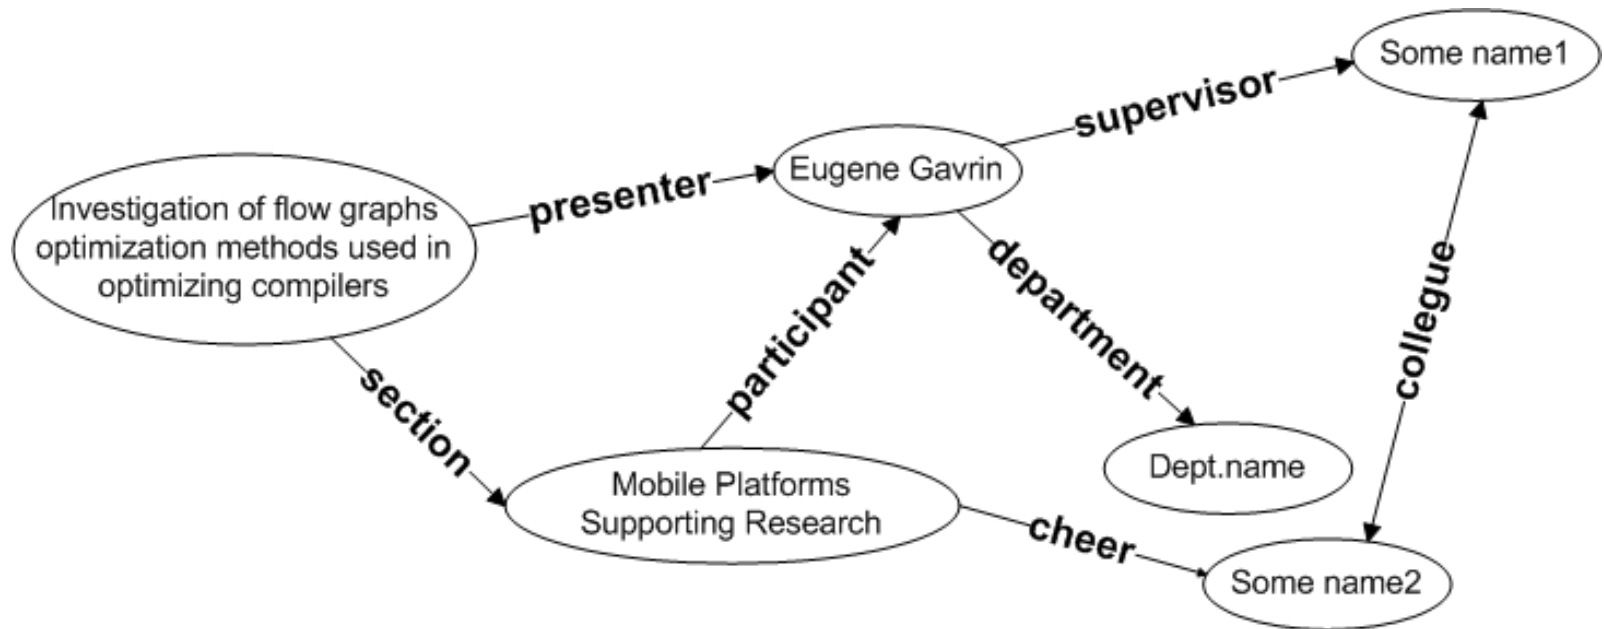 Some name1
supervisor
Eugene Gavrin
presenter
Investigation of flow graphs
optimization methods used in
optimizing compilers
participant
department
collegue
section
Dept.name
Mobile Platforms
Supporting Research
cheer
Some name2